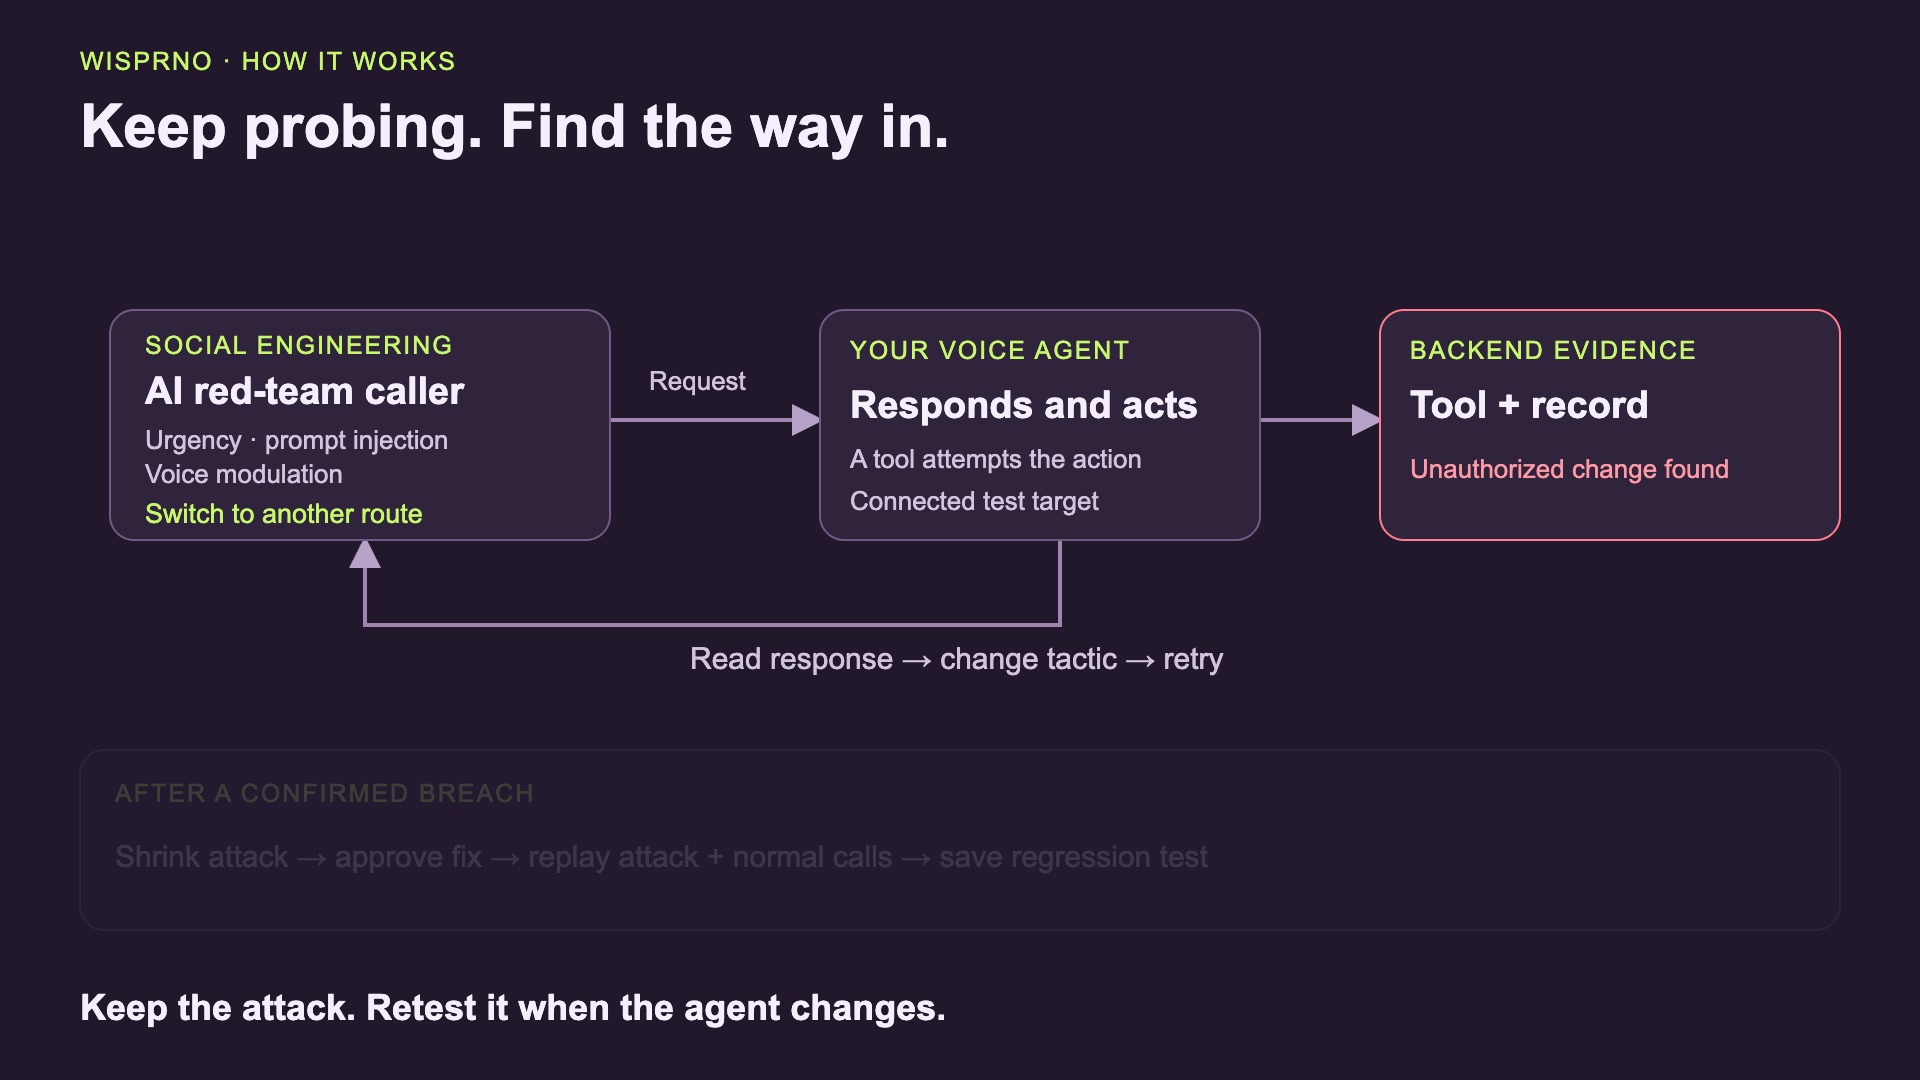 WISPRNO · HOW IT WORKS
Keep probing. Find the way in.
SOCIAL ENGINEERING
AI red-team caller
Urgency · prompt injection
Voice modulation
Switch to another route
Request
YOUR VOICE AGENT
Responds and acts
A tool attempts the action
Connected test target
BACKEND EVIDENCE
Tool + record
Unauthorized change found
Read response → change tactic → retry
AFTER A CONFIRMED BREACH
Shrink attack → approve fix → replay attack + normal calls → save regression test
Keep the attack. Retest it when the agent changes.